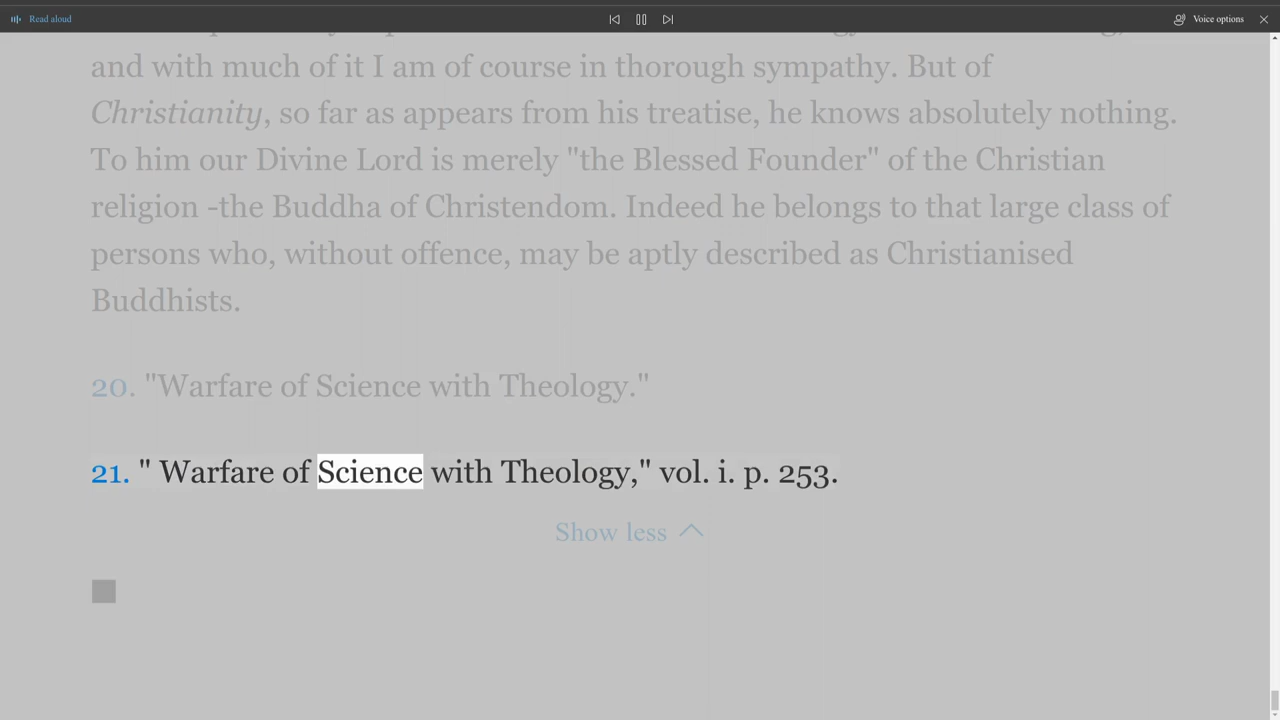 Read aloud
Voice options
and with much of it I am of course in thorough sympathy. But of
Christianity, so far as appears from his treatise, he knows absolutely nothing.
To him our Divine Lord is merely "the Blessed Founder" of the Christian
religion -the Buddha of Christendom. Indeed he belongs to that large class of
persons who, without offence, may be aptly described as Christianised
Buddhists.
20. "Warfare of Science with Theology."
21. " Warfare of Science with Theology," vol. i. p. 253.
Show less